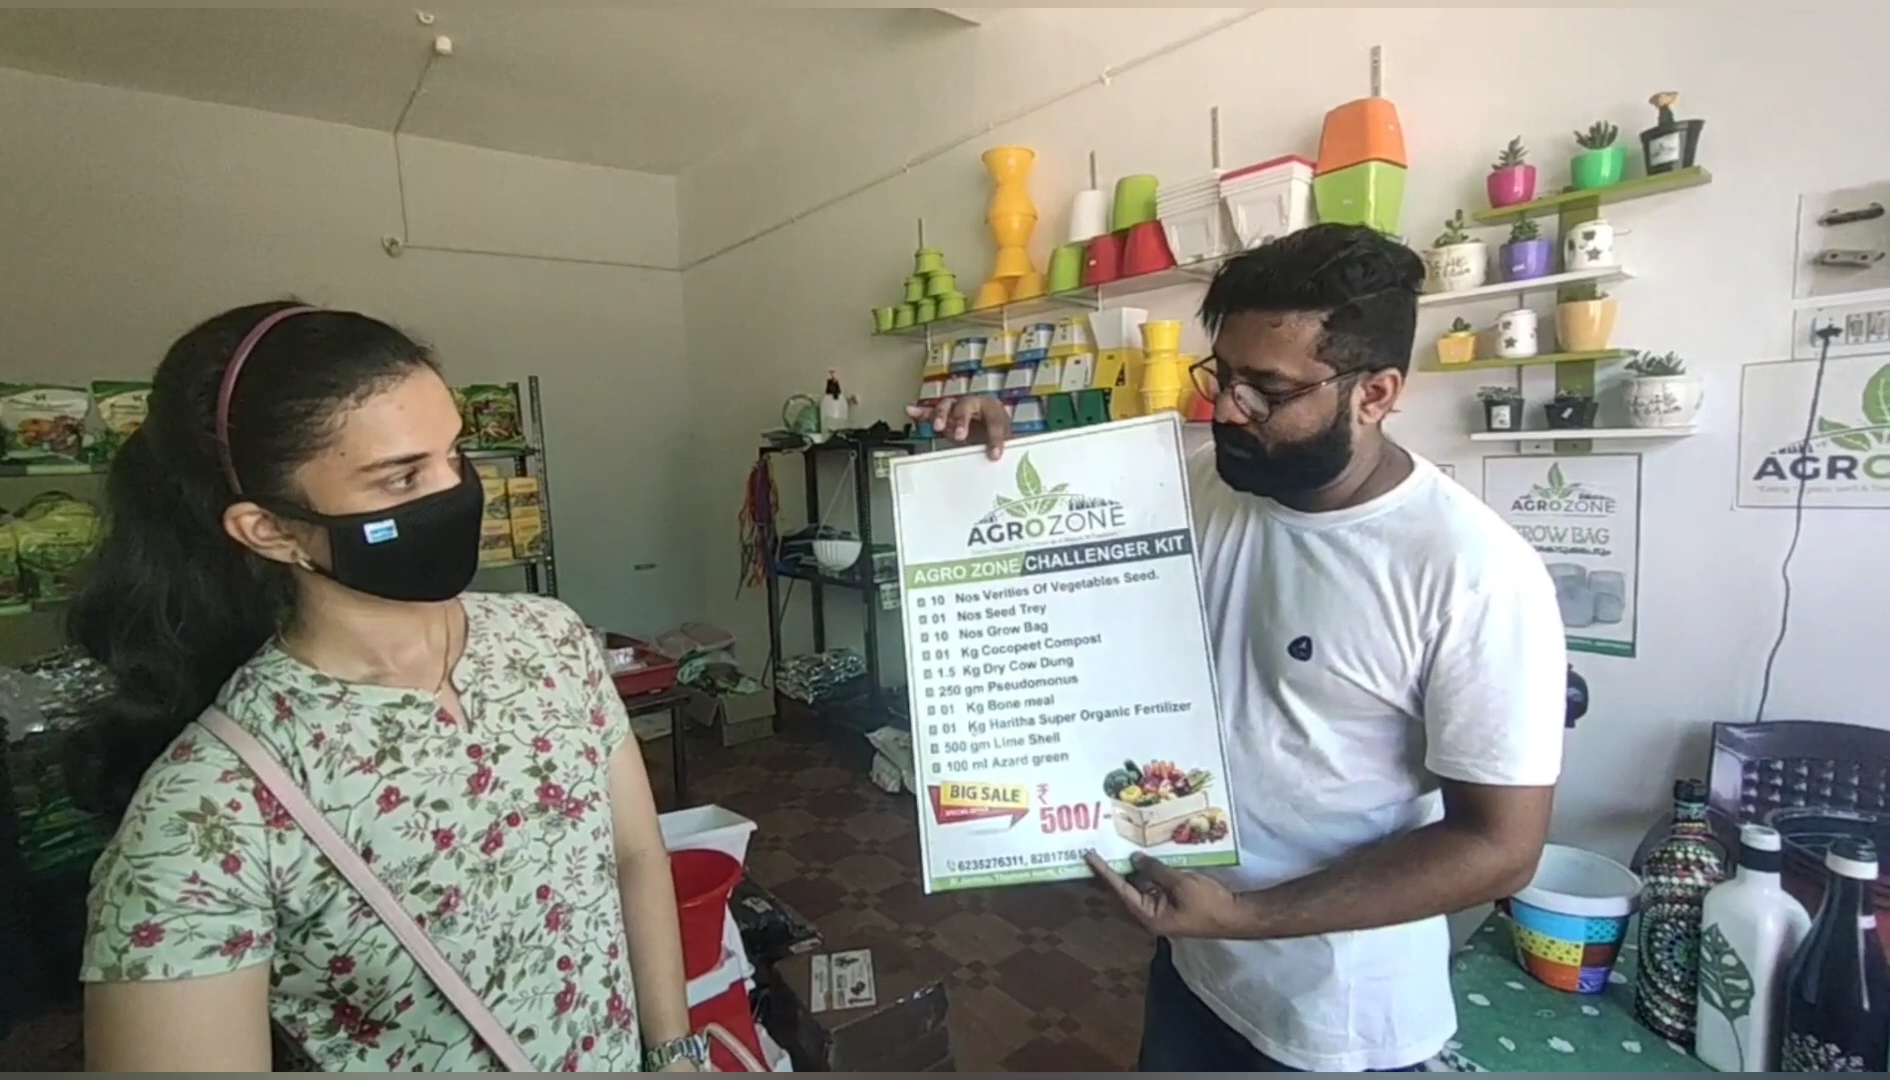 AGROZONE
AGRO ZONE CHALLENGER KIT
10 Nos Verities Of Vegetables Seed.
01 Nos Seed Trey
10 Nos Grow Bag
01 Kg Cocopeet Compost
1.5 Kg Dry Cow Dung
250 gm Pseudomonus
01 Kg Bone meal
01 Kg Haritha Super Organic Fertilizer
500 gm Lime Shell
100 ml Azard green
BIG SALE
SPECIAL OFFER
₹
500/-
6235276311, 8281756
AGROZONE
GROW BAG
AGRO